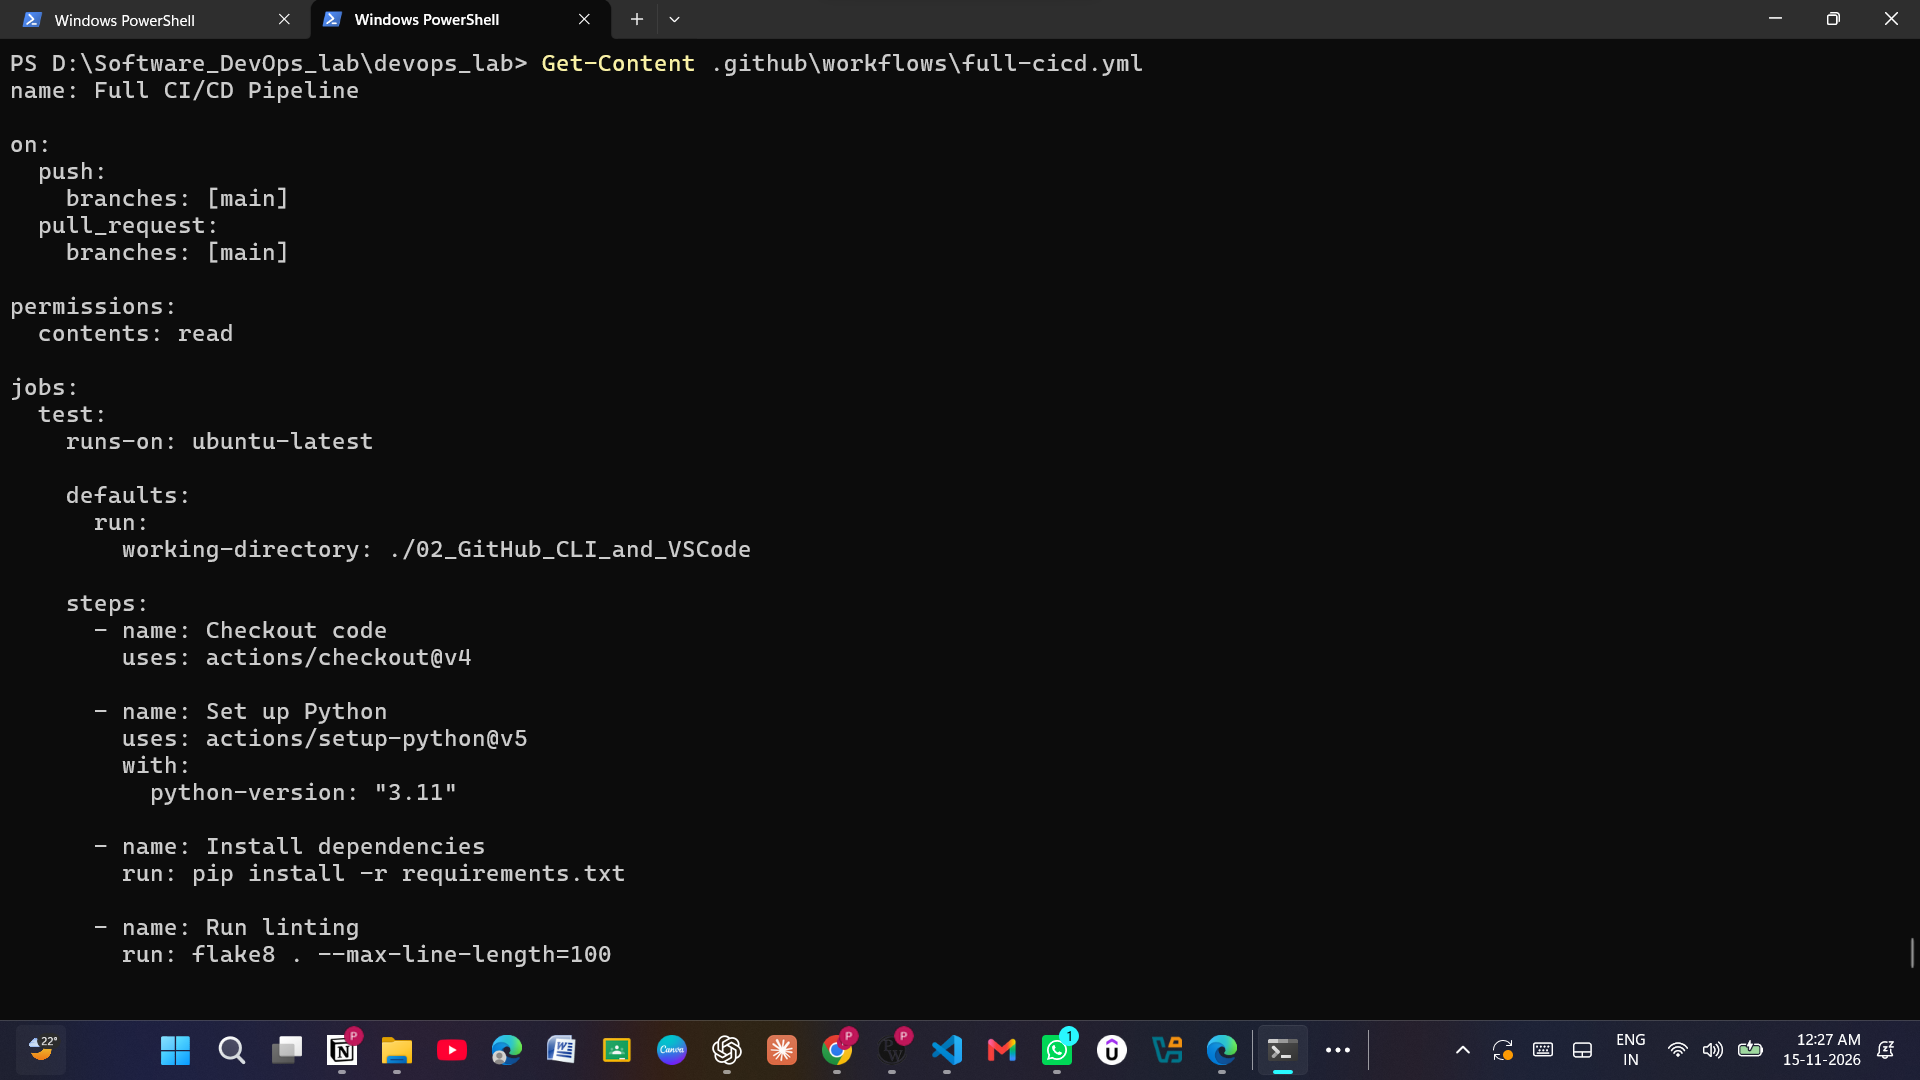 Windows PowerShell
Windows PowerShell
PS D:\Software_DevOps_lab\devops_lab> Get-Content .github\workflows\full-cicd.yml
name: Full CI/CD Pipeline

on:
  push:
    branches: [main]
  pull_request:
    branches: [main]

permissions:
  contents: read

jobs:
  test:
    runs-on: ubuntu-latest

    defaults:
      run:
        working-directory: ./02_GitHub_CLI_and_VSCode

    steps:
      - name: Checkout code
        uses: actions/checkout@v4

      - name: Set up Python
        uses: actions/setup-python@v5
        with:
          python-version: "3.11"

      - name: Install dependencies
        run: pip install -r requirements.txt

      - name: Run linting
        run: flake8 . --max-line-length=100
22°
P
P
P
1
Canva
ENG
IN
12:27 AM
15-11-2026